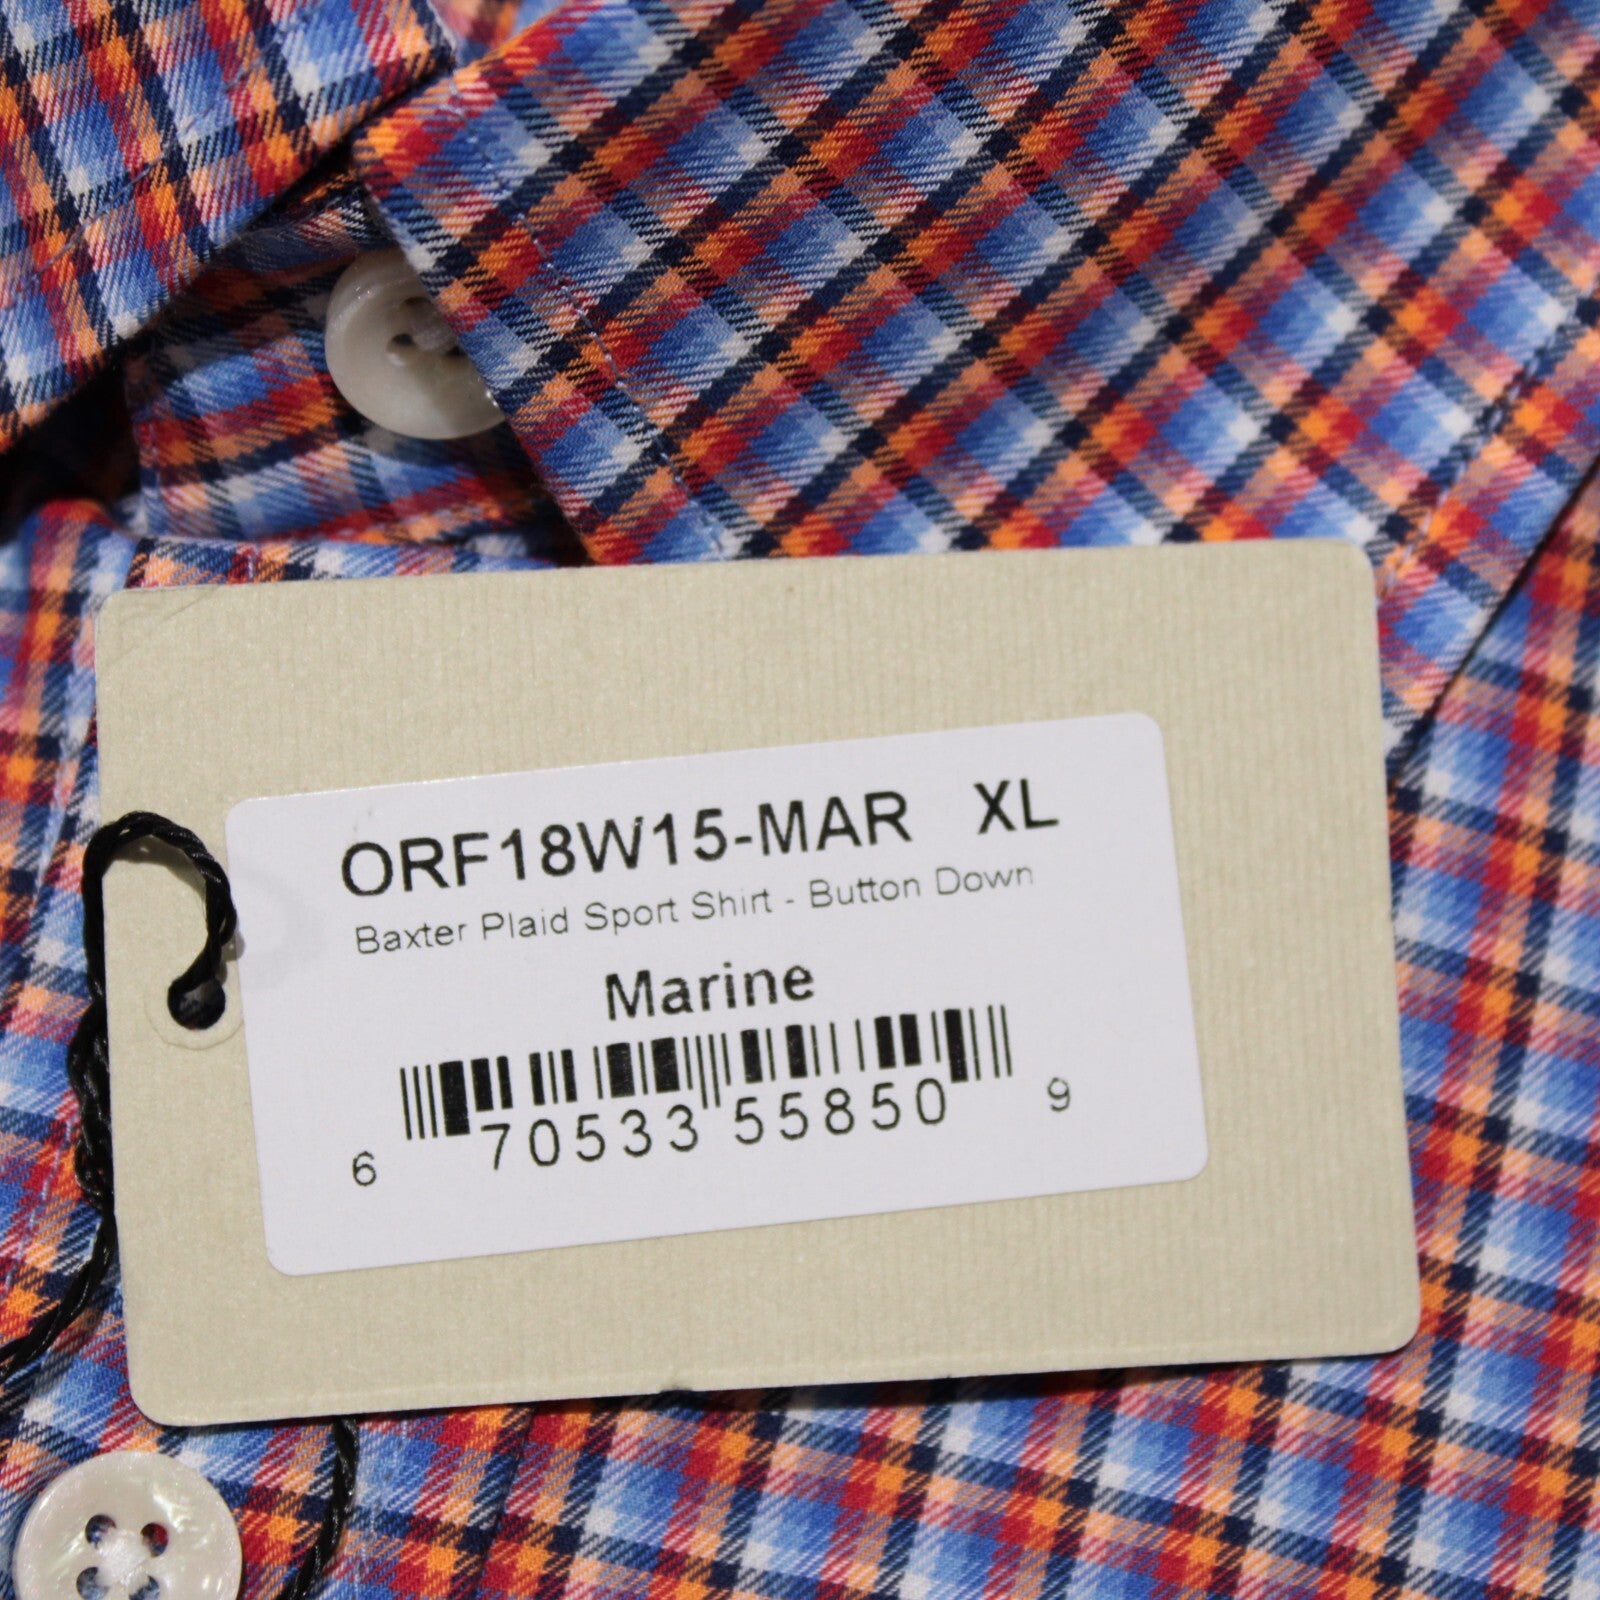 ORF18W15-MAR XL
Baxter Plaid Sport Shirt - Button Down
Marine
6 70533 55850 9